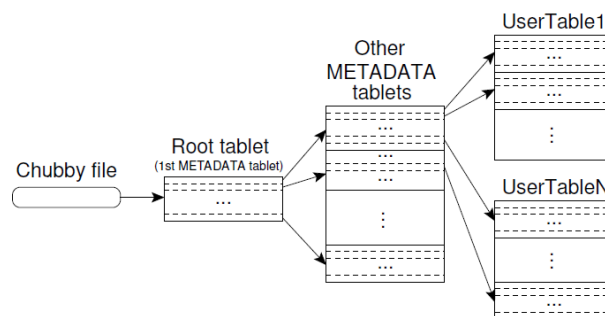 Chubby file
Root tablet
(1st METADATA tablet)
...
Other
METADATA
tablets
...
...
...
...
UserTable1
...
...
...
UserTableN
...
...
...